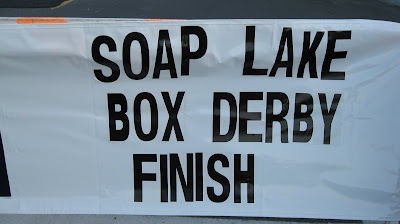 SOAP LAKE
BOX DERBY
FINISH